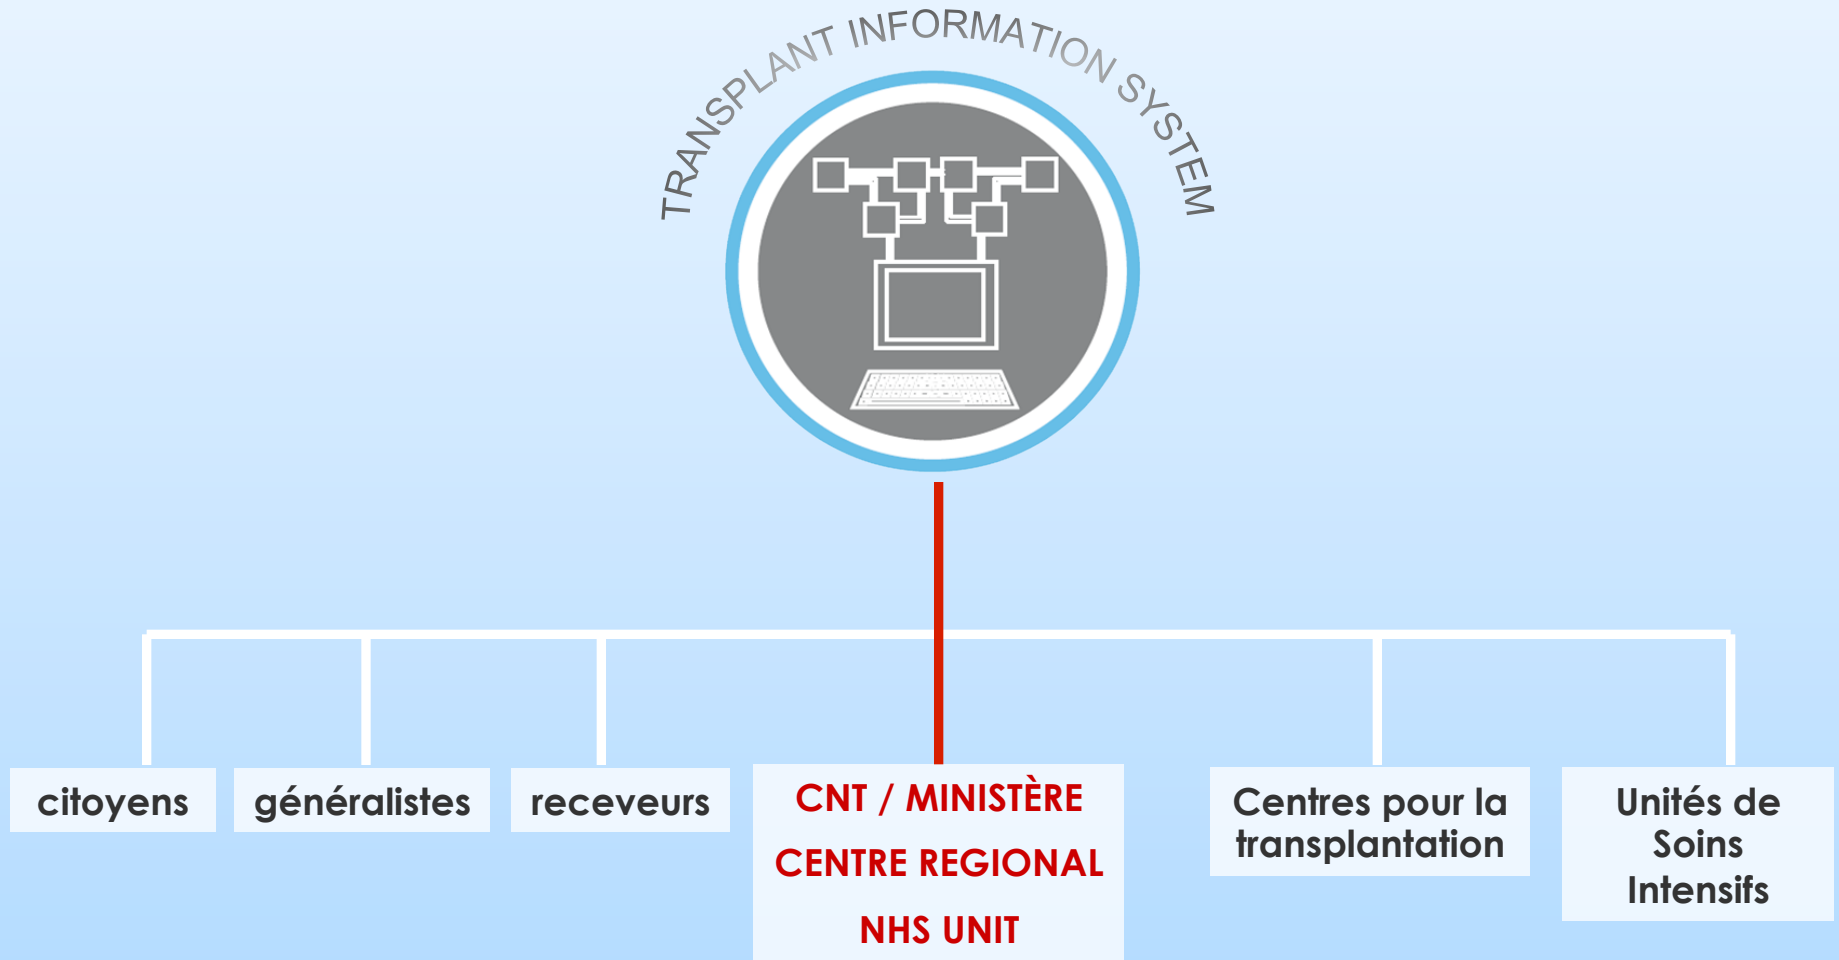 TRANSPLANT INFORMATION SYSTEM
citoyens
généralistes
receveurs
CNT / MINISTÈRE
CENTRE REGIONAL
NHS UNIT
Centres pour la
transplantation
Unités de
Soins
Intensifs